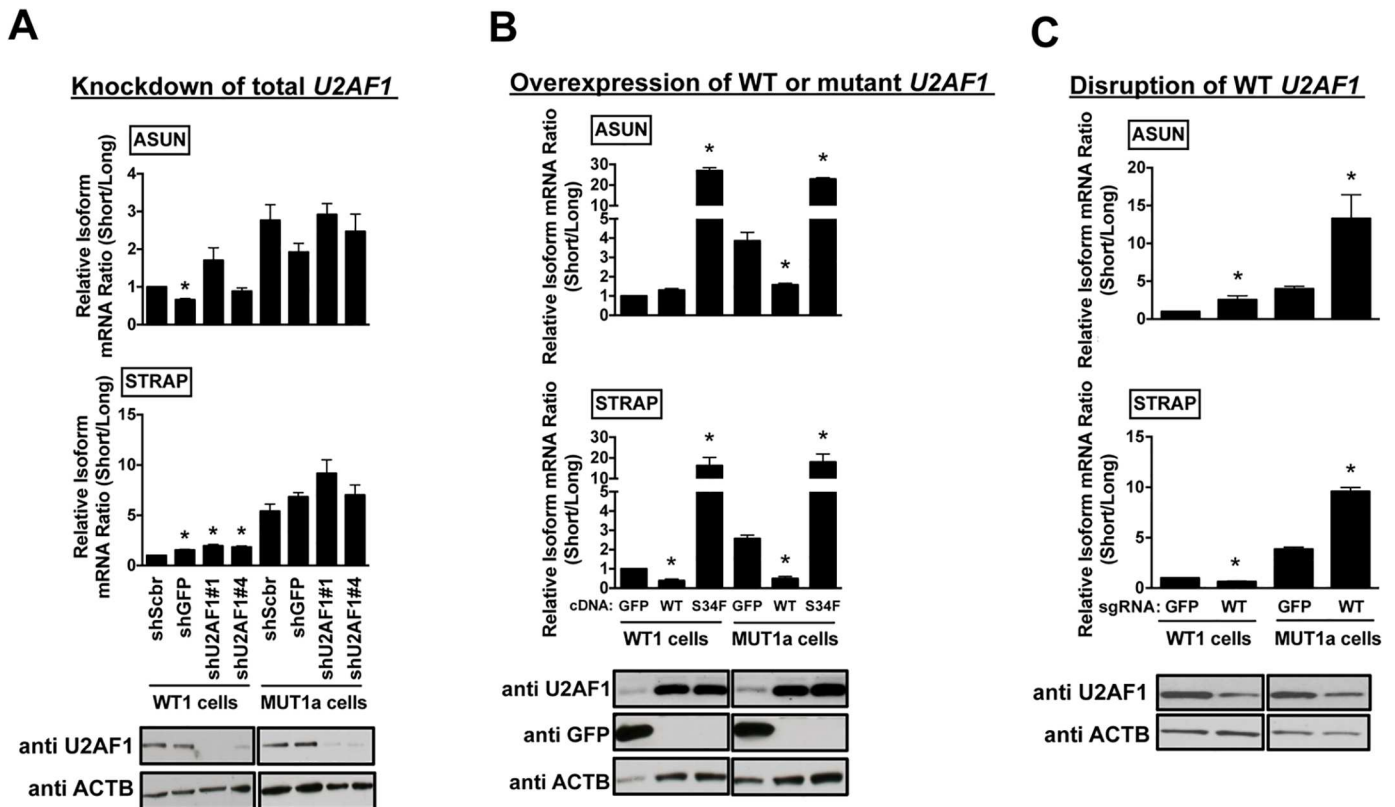 A
Knockdown of total U2AF1
ASUN
Relative Isoform
mRNA Ratio (Short/Long)
4
3
2
1
0
*
STRAP
Relative Isoform
mRNA Ratio (Short/Long)
15
10
5
0
* * *
shScbr shGFP shU2AF1#1 shU2AF1#4 shScbr shGFP shU2AF1#1 shU2AF1#4
WT1 cells MUT1a cells
anti U2AF1
anti ACTB
B
Overexpression of WT or mutant U2AF1
ASUN
Relative Isoform mRNA Ratio
(Short/Long)
30
20
10
5
4
3
2
1
0
* * *
STRAP
Relative Isoform mRNA Ratio
(Short/Long)
30
20
10
5
4
3
2
1
0
* * * *
cDNA: GFP WT S34F GFP WT S34F
WT1 cells MUT1a cells
anti U2AF1
anti GFP
anti ACTB
C
Disruption of WT U2AF1
ASUN
Relative Isoform mRNA Ratio
(Short/Long)
20
15
10
5
0
* *
STRAP
Relative Isoform mRNA Ratio
(Short/Long)
15
10
5
0
* *
sgRNA: GFP WT GFP WT
WT1 cells MUT1a cells
anti U2AF1
anti ACTB